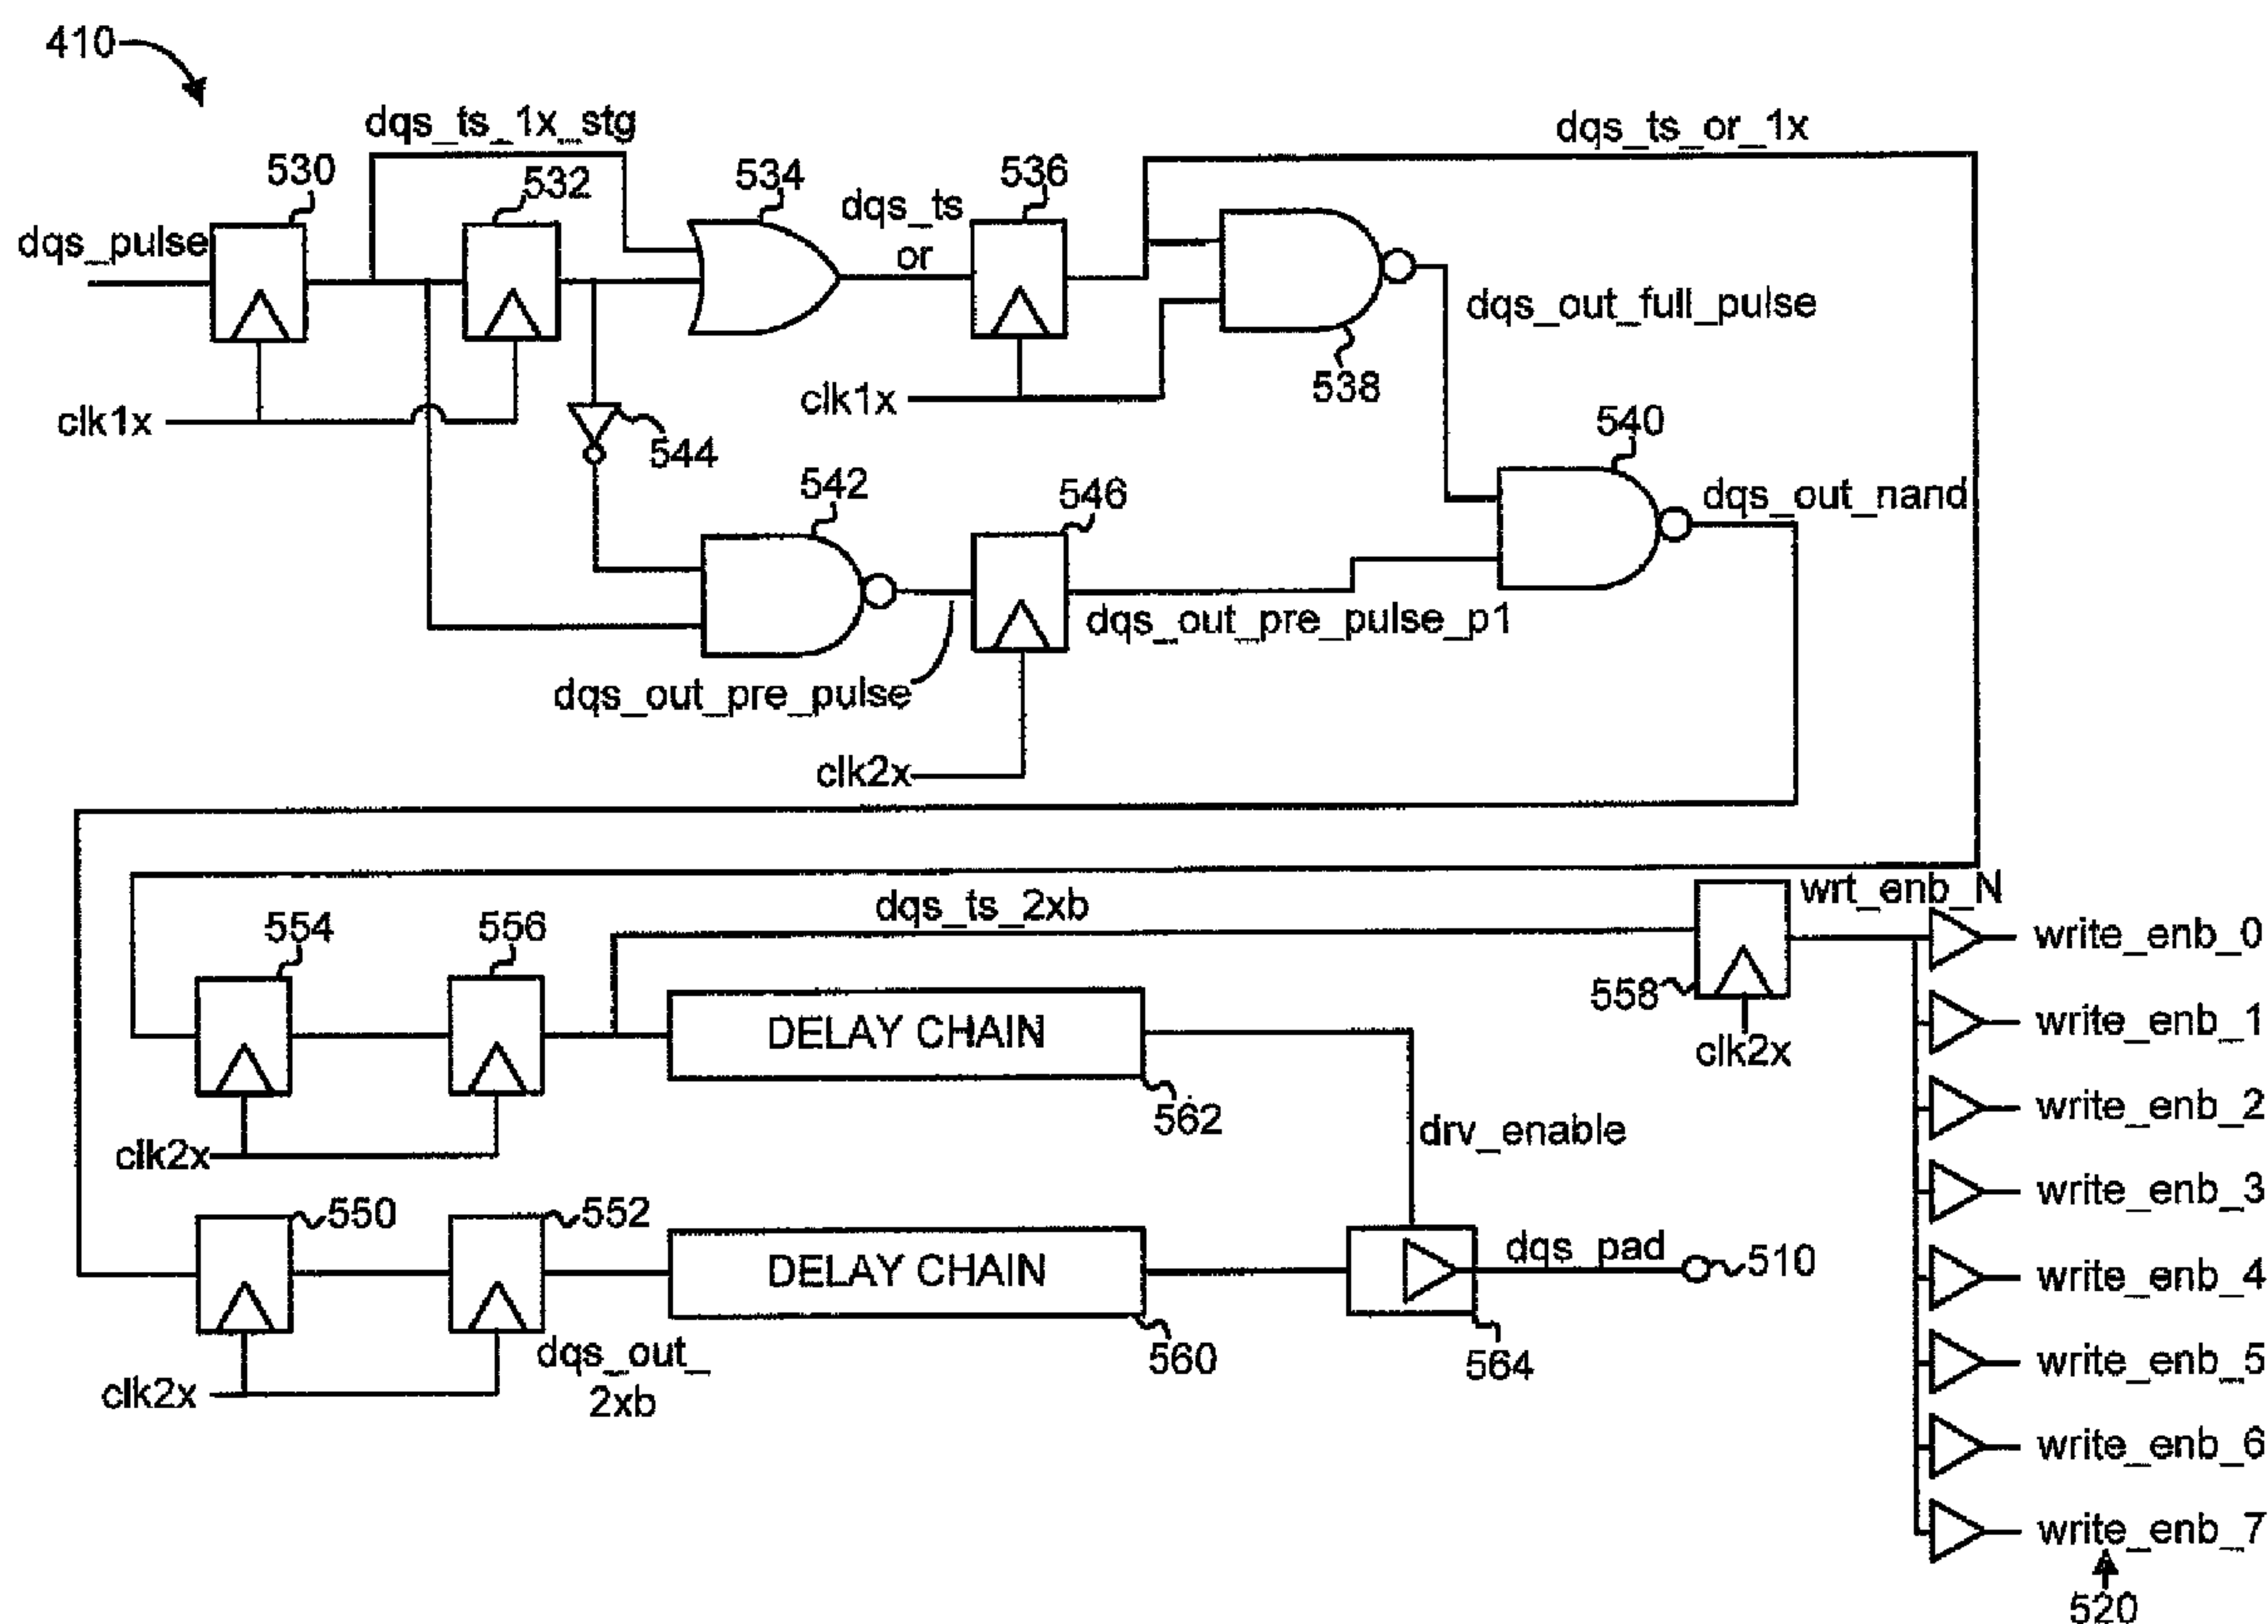 410
dqs_ts_1x_stg
dqs_ts_or_1x
530
532
534
536
dqs_pulse
dqs_ts
or
dqs_out_full_pulse
538
clk1x
clk1x
544
540
542
546
dqs_out_nand
dqs_out_pre_pulse_p1
dqs_out_pre_pulse
clk2x
wrt_enb_N
554
556
dqs_ts_2xb
write_enb_0
558
DELAY CHAIN
write_enb_1
clk2x
562
write_enb_2
drv_enable
clk2x
write_enb_3
550
552
DELAY CHAIN
dqs_pad
510
write_enb_4
560
564
dqs_out_
2xb
write_enb_5
clk2x
write_enb_6
write_enb_7
520